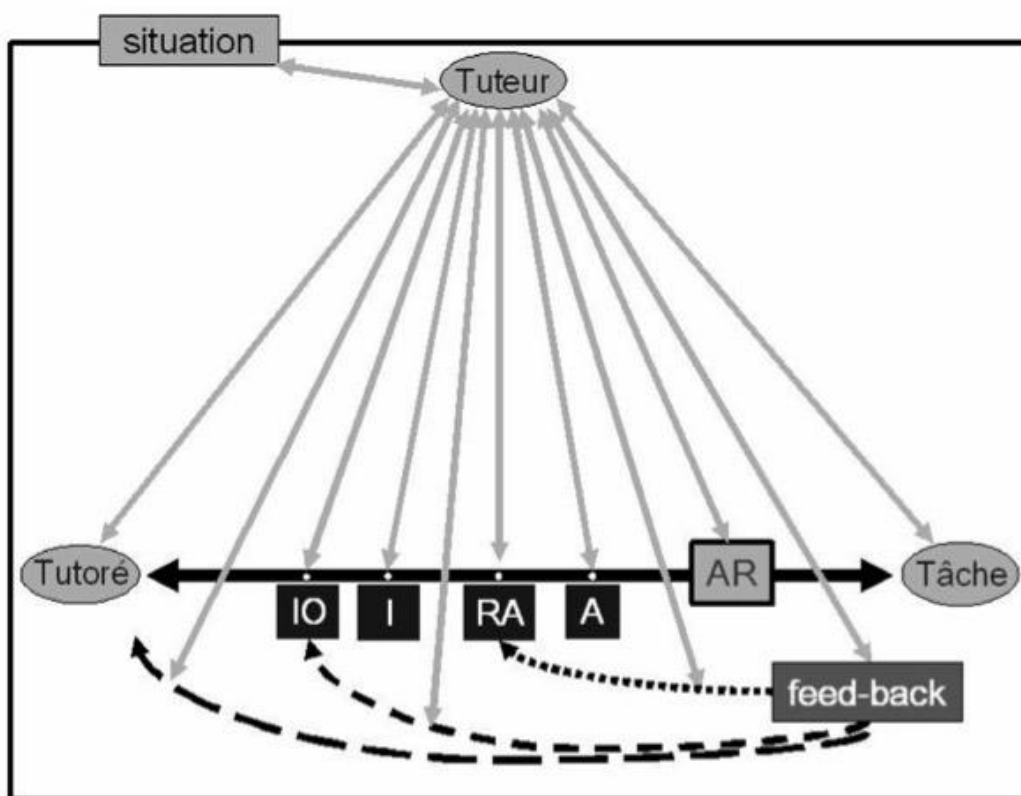 situation
Tuteur
Tutoré
IO
I
RA
A
AR
Tâche
feed-back